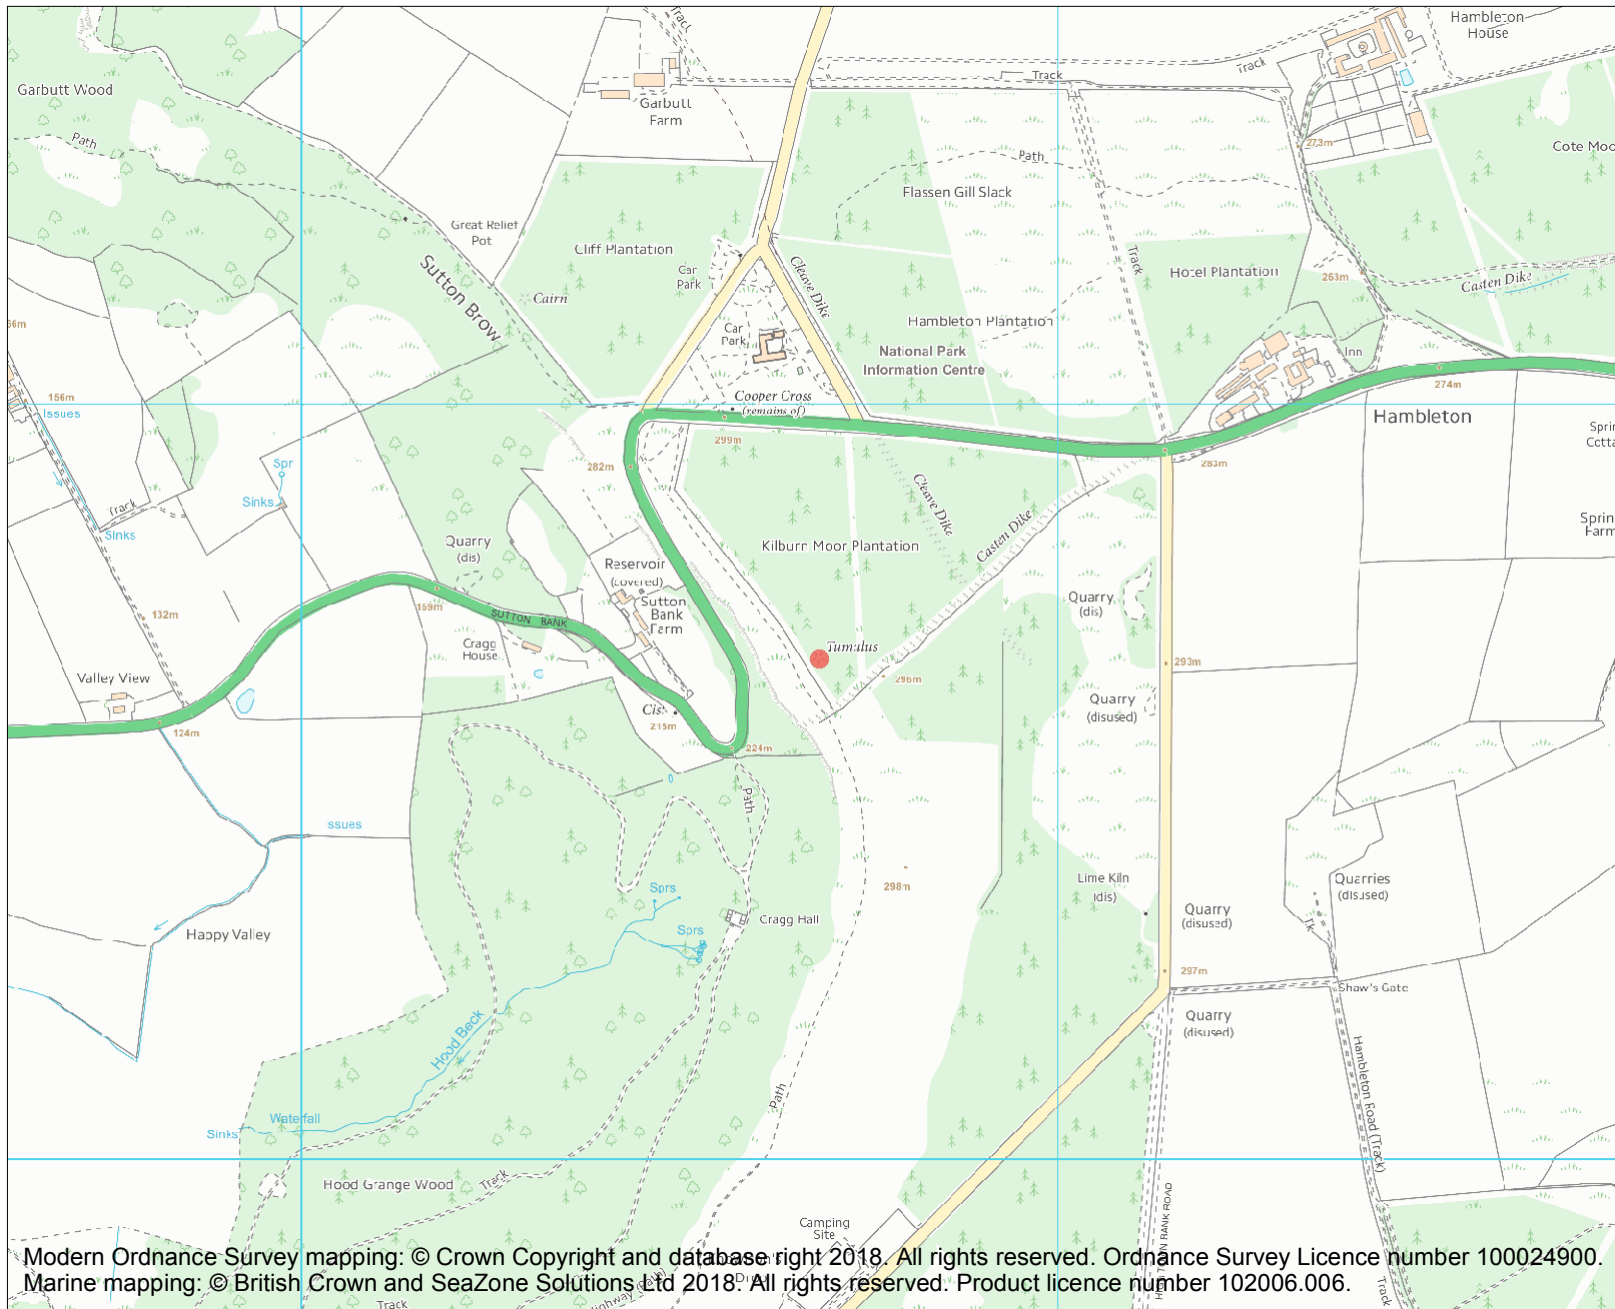 Hambleton
House
Track
Garbutt Wood
Track
Track
Garbutt
Farm
Path
273m
Cote Moo
Path
Flassen Gill Slack
Great Relief
Pot
Cliff Plantation
Track
Sutton Brow
Car
Park
Cleave Dike
Hotel Plantation
263m
Casten Dike
Cairn
Car
Park
Hambleton Plantation
National Park
Information Centre
Inn
274m
156m
Issues
Cooper Cross
(remains of)
Hambleton
299m
282m
283m
Spr
Sinks
Track
Sinks
Cleave Dike
Casten Dike
Quarry
(dis)
Kilburn Moor Plantation
Reservoir
(covered)
Sutton
Bank
Farm
Quarry
(dis)
132m
169m
SUTTON BANK
Cragg
House
Tumulus
293m
296m
Valley View
Quarry
(disused)
124m
215m
224m
Path
ssues
Lime Kiln
(dis)
298m
Quarries
(disused)
Sprs
Cragg Hall
Quarry
(disused)
Tk
Happy Valley
Sprs
297m
Shaw's Gate
Quarry
(disused)
Hood Beck
Hambleton Road (Track)
Path
Waterfall
Sinks
Track
Hood Grange Wood
Camping
Site
Modern Ordnance Survey mapping: © Crown Copyright and database right 2018. All rights reserved. Ordnance Survey Licence number 100024900.
Marine mapping: © British Crown and SeaZone Solutions Ltd 2018. All rights reserved. Product licence number 102006.006.
Track
Track